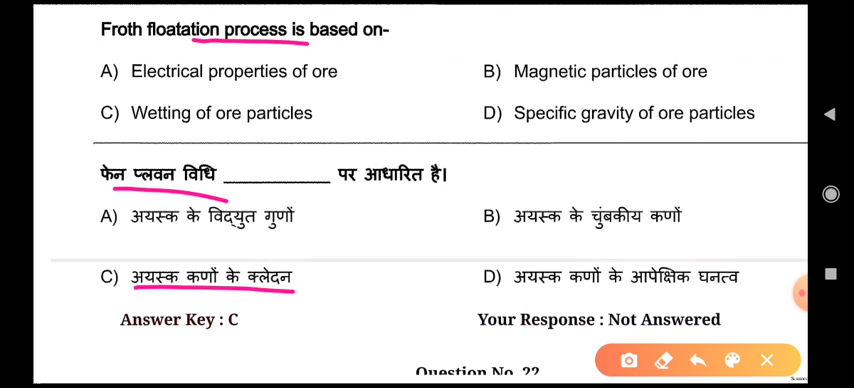 Froth floatation process is based on-
A) Electrical properties of ore B) Magnetic particles of ore
C) Wetting of ore particles D) Specific gravity of ore particles
फेन प्लवन विधि ____________ पर आधारित है।
A) अयस्क के विद्युत गुणों B) अयस्क के चुंबकीय कणों
C) अयस्क कणों के क्लेदन D) अयस्क कणों के आपेक्षिक घनत्व
Answer Key : C Your Response : Not Answered
Question No. 22